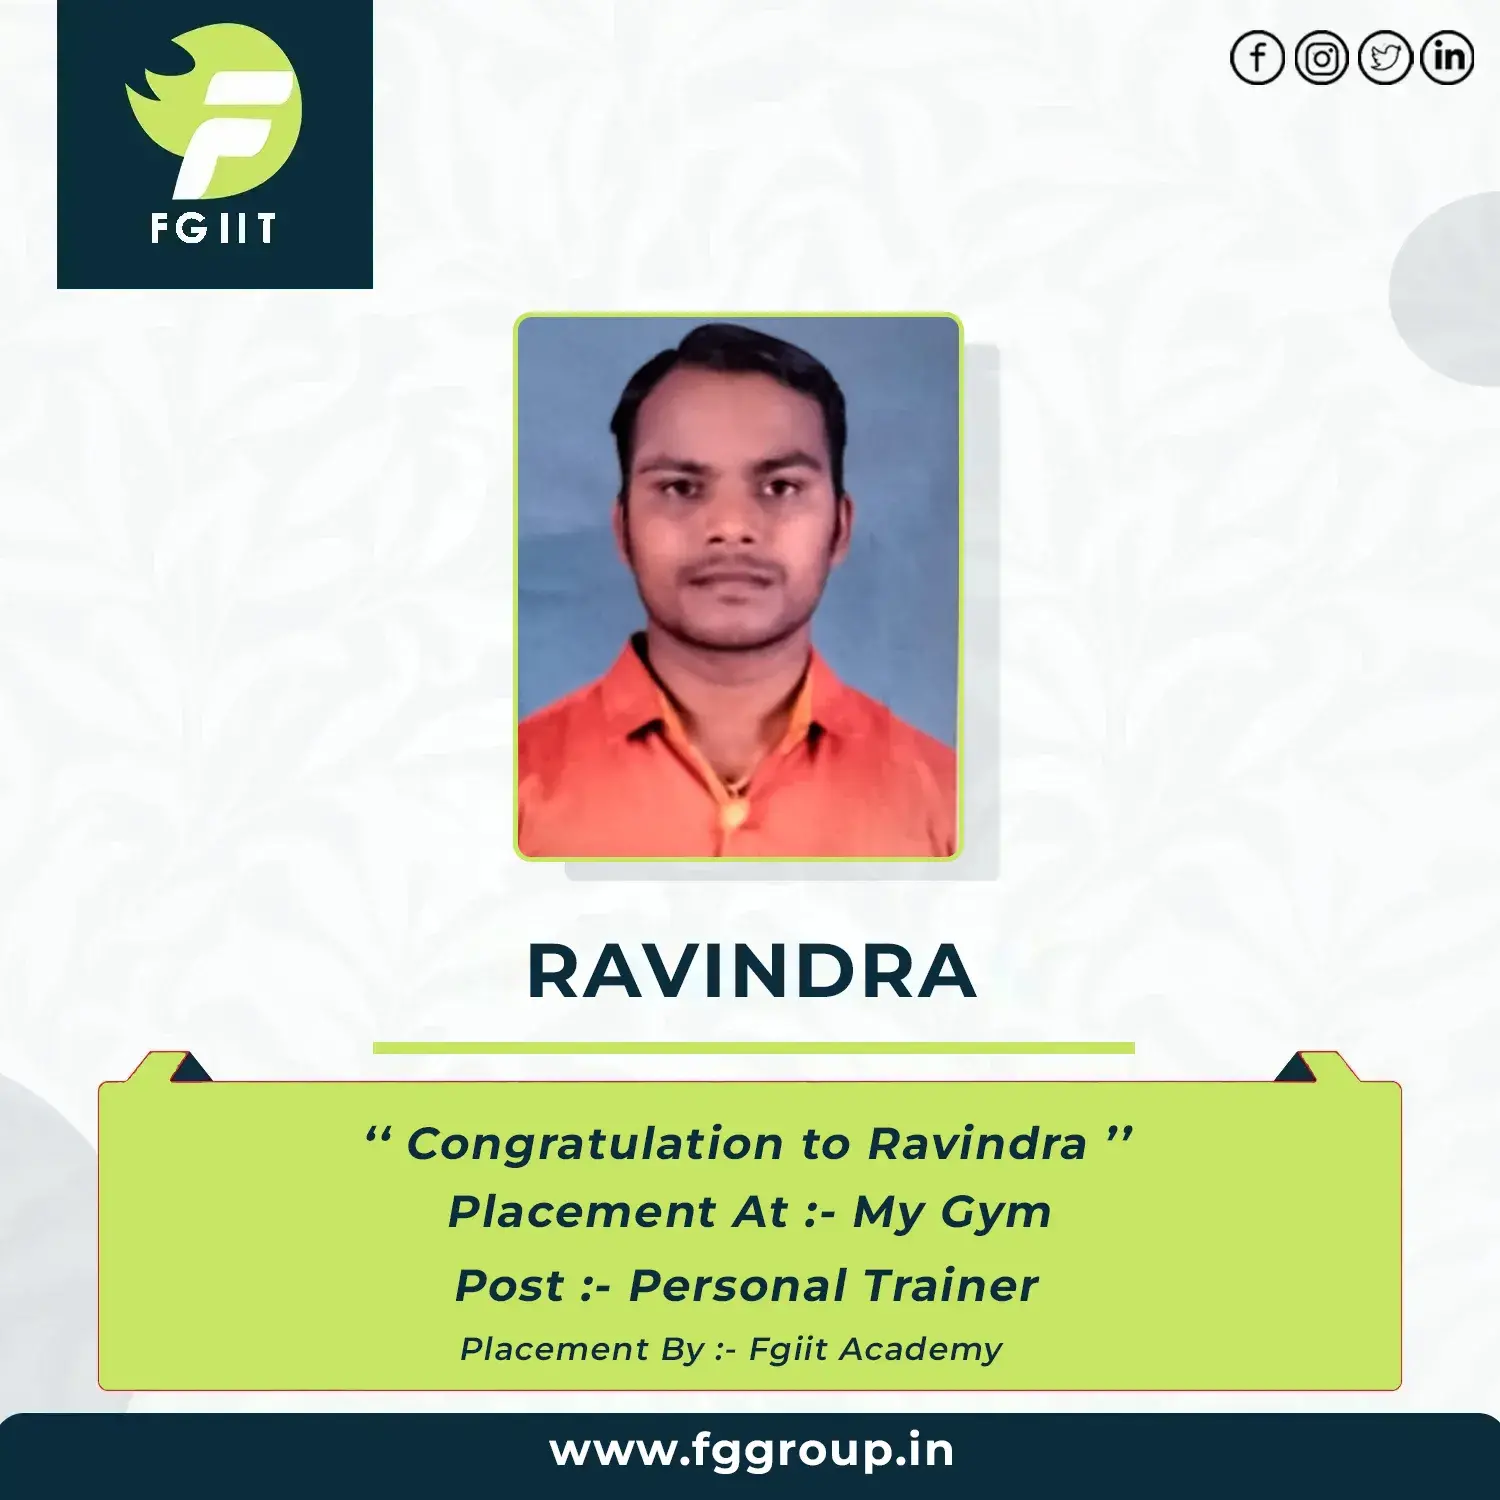 FGIIT
RAVINDRA
‘‘ Congratulation to Ravindra ’’
Placement At :- My Gym
Post :- Personal Trainer
Placement By :- Fgiit Academy
www.fggroup.in